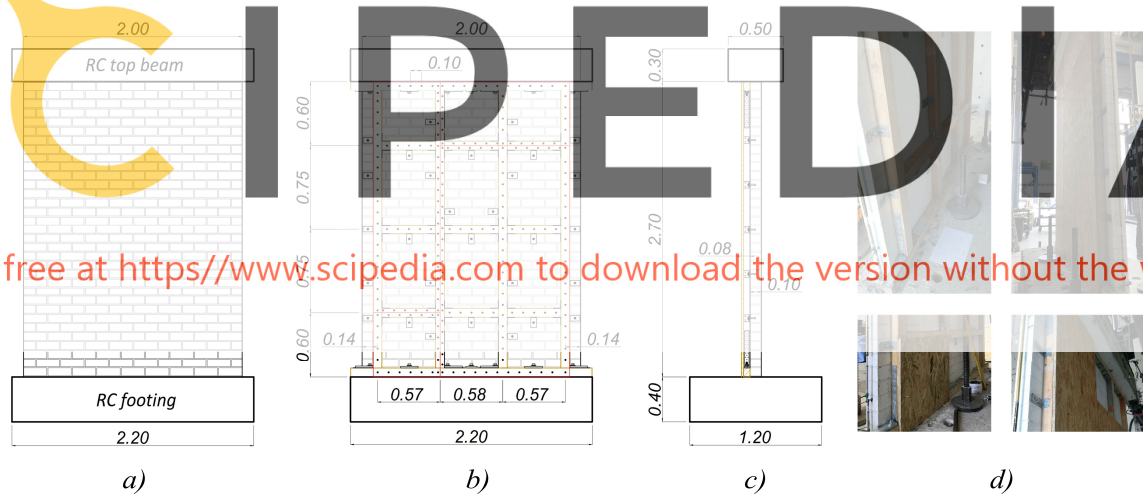 CIPEDIA
2.00
RC top beam
RC footing
2.20
a)
2.00
0.10
0.60
0.75
0.60
0.14
0.14
0.57
0.58
0.57
2.20
b)
0.50
0.30
2.70
0.08
0.10
0.40
1.20
c)
d)
free at https//www.scipedia.com to download the version without the